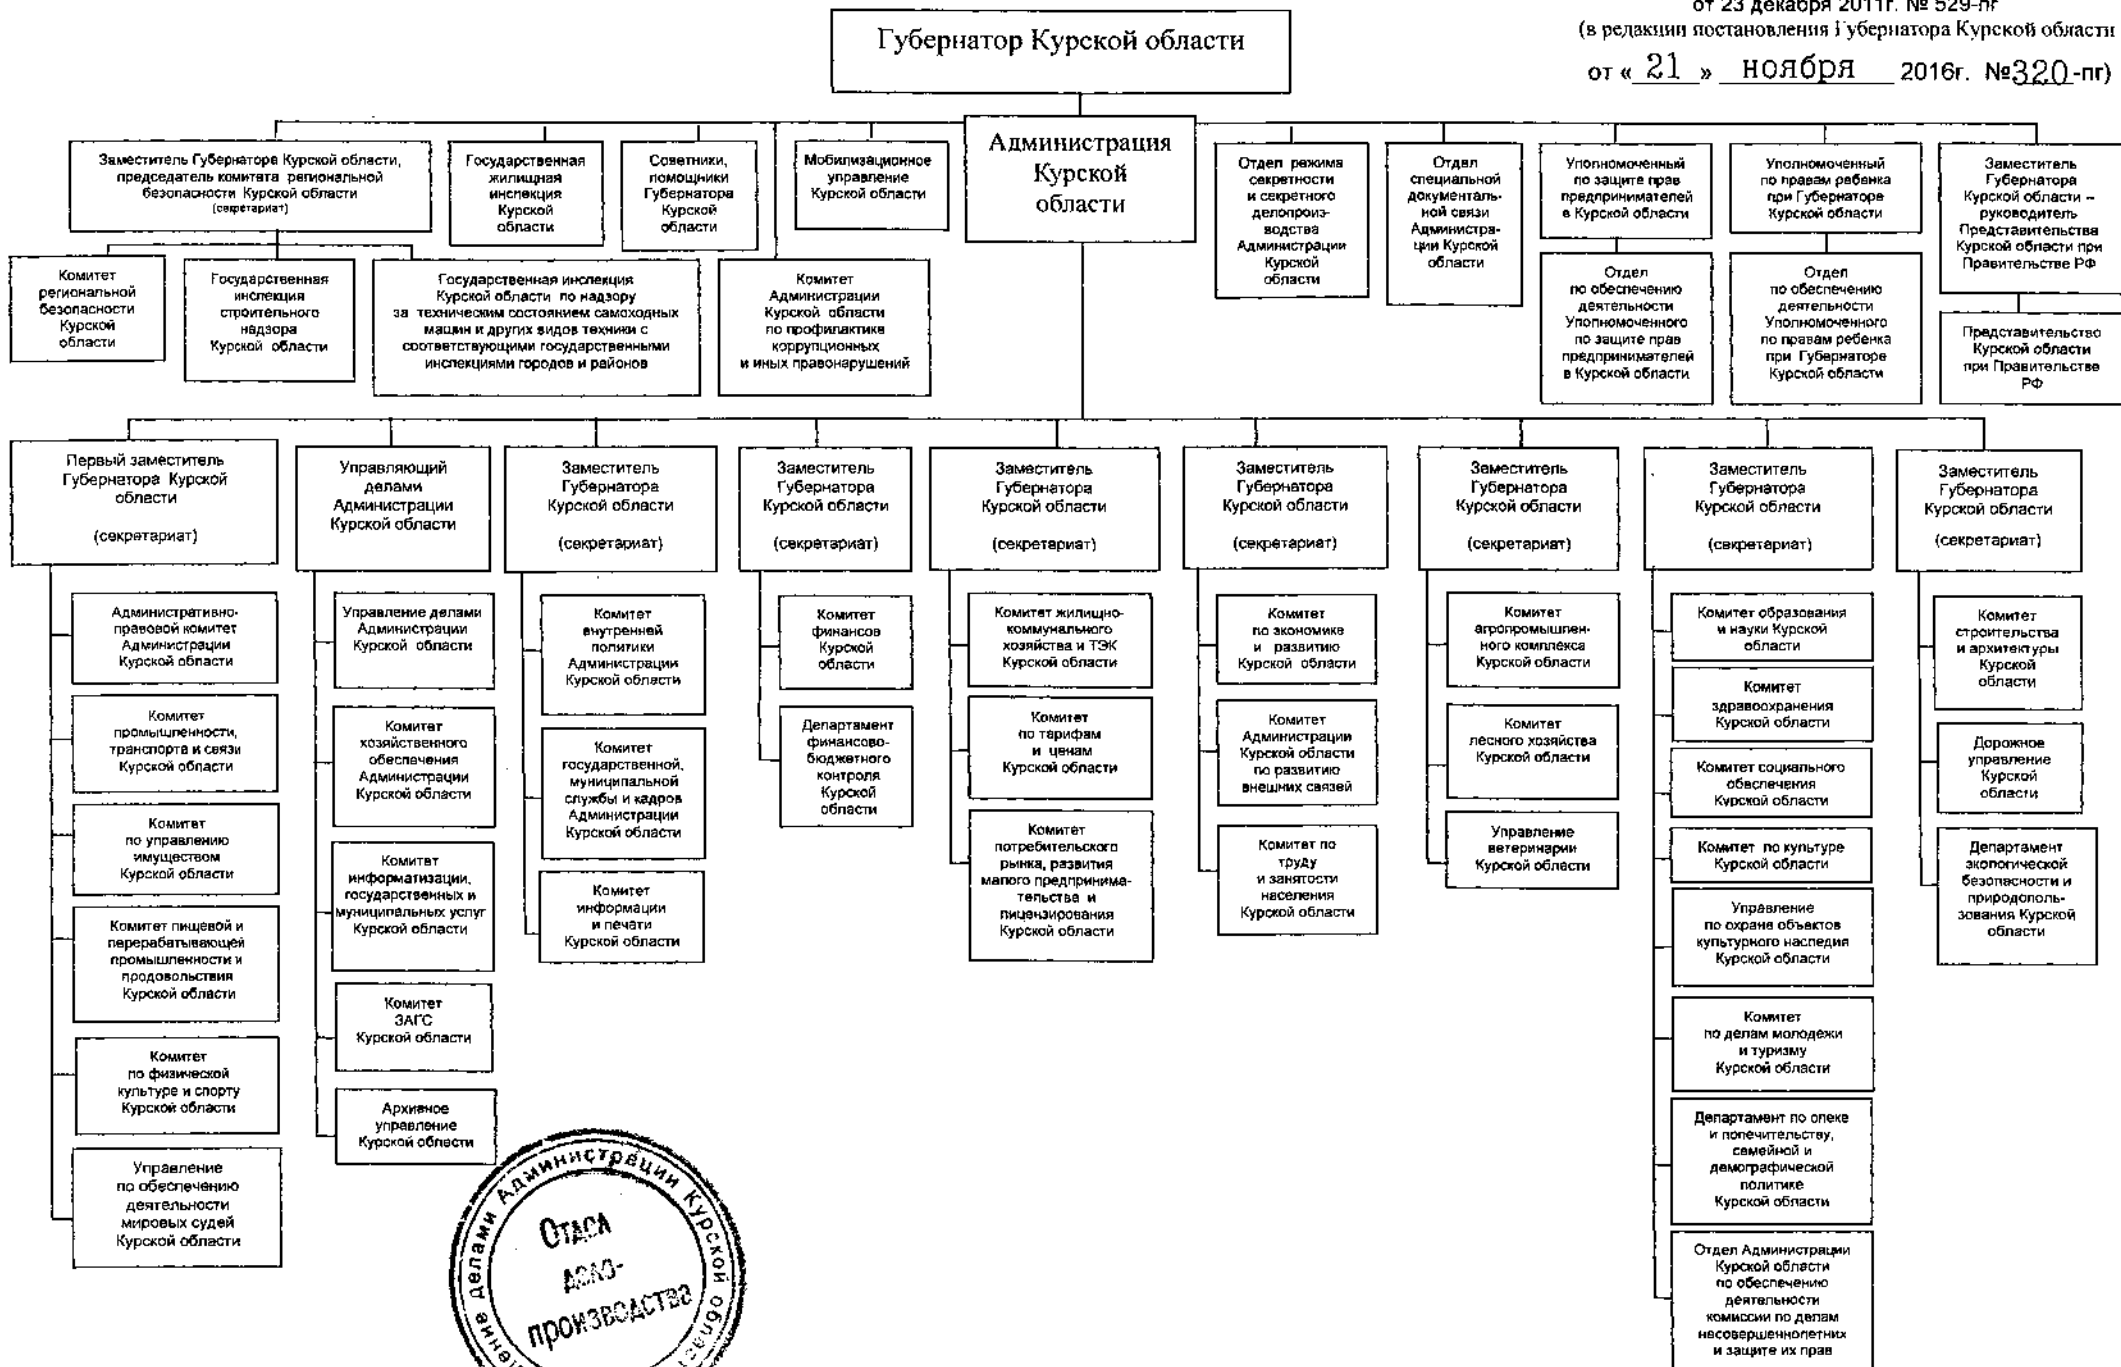 от 23 декабря 2011г. № 529-пг
(в редакции постановления Губернатора Курской области
от « 21 » ноября 2016г. №320-пг)
Губернатор Курской области
Администрация
Курской
области
Заместитель Губернатора Курской области,
председатель комитета региональной
безопасности Курской области
(секретариат)
Государственная
жилищная
инспекция
Курской
области
Советники,
помощники
Губернатора
Курской
области
Мобилизационное
управление
Курской области
Отдел режима
секретности
и секретного
делопроиз-
водства
Администрации
Курской
области
Отдел
специальной
документаль-
ной связи
Администра-
ции Курской
области
Уполномоченный
по защите прав
предпринимателей
в Курской области
Уполномоченный
по правам ребенка
при Губернаторе
Курской области
Заместитель
Губернатора
Курской области –
руководитель
Представительства
Курской области при
Правительстве РФ
Комитет
региональной
безопасности
Курской
области
Государственная
инспекция
строительного
надзора
Курской области
Государственная инспекция
Курской области по надзору
за техническим состоянием самоходных
машин и других видов техники с
соответствующими государственными
инспекциями городов и районов
Комитет
Администрации
Курской области
по профилактике
коррупционных
и иных правонарушений
Отдел
по обеспечению
деятельности
Уполномоченного
по защите прав
предпринимателей
в Курской области
Отдел
по обеспечению
деятельности
Уполномоченного
по правам ребенка
при Губернаторе
Курской области
Представительство
Курской области
при Правительстве
РФ
Первый заместитель
Губернатора Курской
области
(секретариат)
Административно-
правовой комитет
Администрации
Курской области
Комитет
промышленности,
транспорта и связи
Курской области
Комитет
по управлению
имуществом
Курской области
Комитет пищевой и
перерабатывающей
промышленности и
продовольствия
Курской области
Комитет
по физической
культуре и спорту
Курской области
Управление
по обеспечению
деятельности
мировых судей
Курской области
Управляющий
делами
Администрации
Курской области
Управление делами
Администрации
Курской области
Комитет
хозяйственного
обеспечения
Администрации
Курской области
Комитет
информатизации,
государственных и
муниципальных услуг
Курской области
Комитет
ЗАГС
Курской области
Архивное
управление
Курской области
Заместитель
Губернатора
Курской области
(секретариат)
Комитет
внутренней
политики
Администрации
Курской области
Комитет
государственной,
муниципальной
службы и кадров
Администрации
Курской области
Комитет
информации
и печати
Курской области
Заместитель
Губернатора
Курской области
(секретариат)
Комитет
финансов
Курской
области
Департамент
финансово-
бюджетного
контроля
Курской
области
Заместитель
Губернатора
Курской области
(секретариат)
Комитет жилищно-
коммунального
хозяйства и ТЭК
Курской области
Комитет
по тарифам
и ценам
Курской области
Комитет
потребительского
рынка, развития
малого предпринима-
тельства и
лицензирования
Курской области
Заместитель
Губернатора
Курской области
(секретариат)
Комитет
по экономике
и развитию
Курской области
Комитет
Администрации
Курской области
по развитию
внешних связей
Комитет по
труду
и занятости
населения
Курской области
Заместитель
Губернатора
Курской области
(секретариат)
Комитет
агропромышлен-
ного комплекса
Курской области
Комитет
лесного хозяйства
Курской области
Управление
ветеринарии
Курской области
Заместитель
Губернатора
Курской области
(секретариат)
Комитет образования
и науки Курской
области
Комитет
здравоохранения
Курской области
Комитет социального
обеспечения
Курской области
Комитет по культуре
Курской области
Управление
по охране объектов
культурного наследия
Курской области
Комитет
по делам молодежи
и туризму
Курской области
Департамент по опеке
и попечительству,
семейной и
демографической
политике
Курской области
Отдел Администрации
Курской области
по обеспечению
деятельности
комиссии по делам
несовершеннолетних
и защите их прав
Заместитель
Губернатора
Курской области
(секретариат)
Комитет
строительства
и архитектуры
Курской
области
Дорожное
управление
Курской
области
Департамент
экологической
безопасности и
природополь-
зования Курской
области
делами Администрации Курской
Отдел
дело-
производства